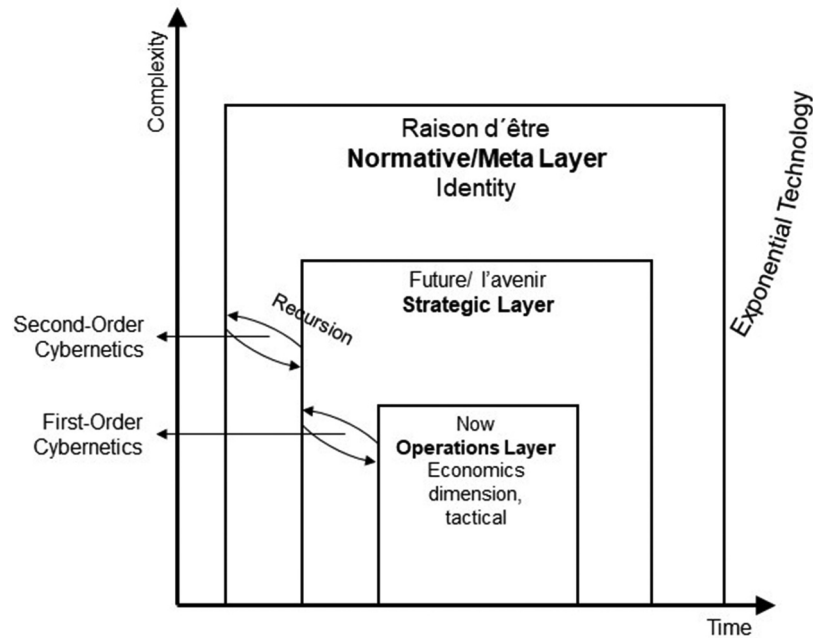 Complexity
Raison d´être
Normative/Meta Layer
Identity
Exponential Technology
Future/ l’avenir
Strategic Layer
Recursion
Second-Order
Cybernetics
First-Order
Cybernetics
Now
Operations Layer
Economics
dimension,
tactical
Time